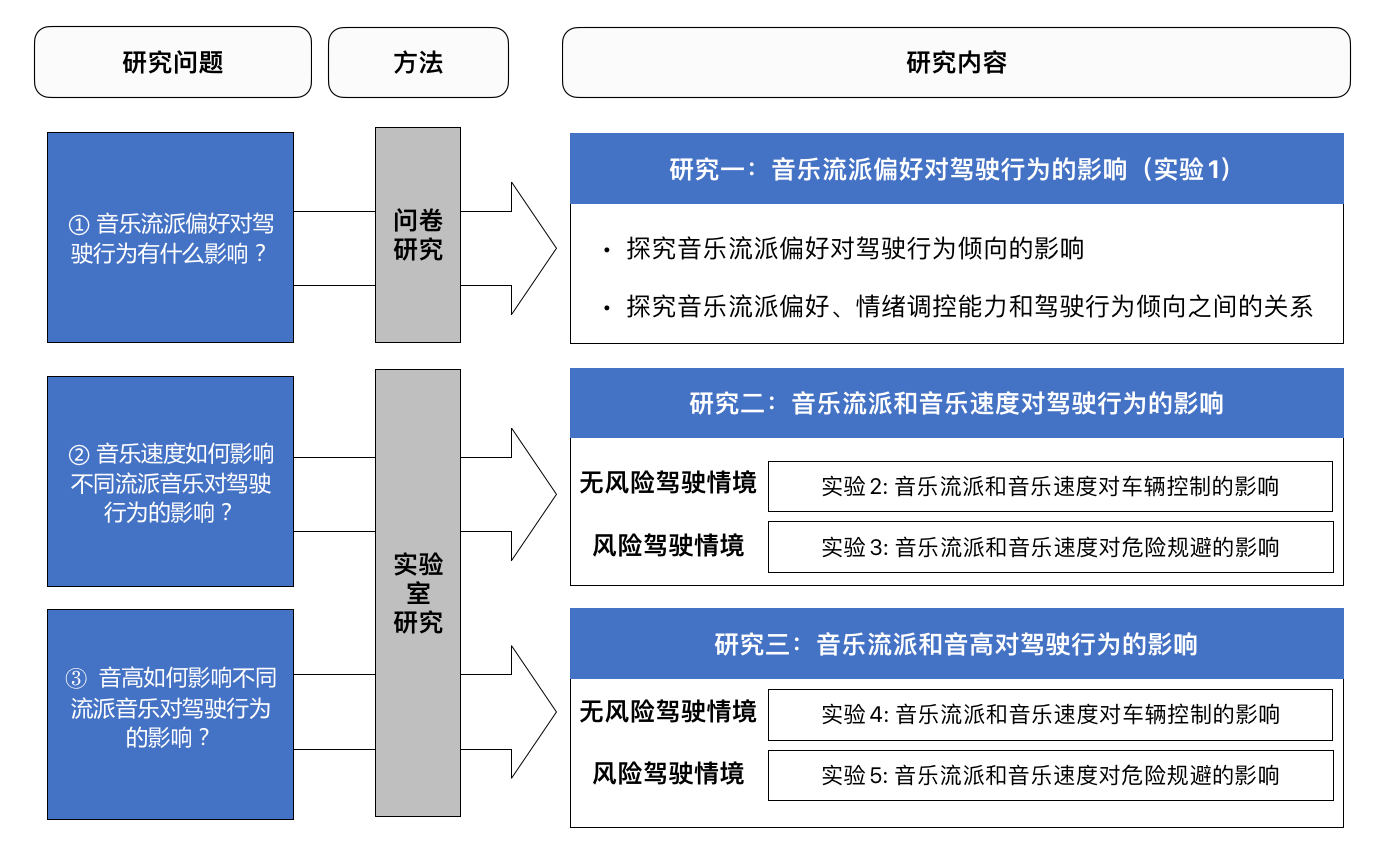 研究问题
方法
研究内容
① 音乐流派偏好对驾
驶行为有什么影响？
问卷
研究
研究一：音乐流派偏好对驾驶行为的影响（实验1）
• 探究音乐流派偏好对驾驶行为倾向的影响
• 探究音乐流派偏好、情绪调控能力和驾驶行为倾向之间的关系
② 音乐速度如何影响
不同流派音乐对驾驶
行为的影响？
实验
室
研究
研究二：音乐流派和音乐速度对驾驶行为的影响
无风险驾驶情境
实验2: 音乐流派和音乐速度对车辆控制的影响
风险驾驶情境
实验3: 音乐流派和音乐速度对危险规避的影响
③ 音高如何影响不同
流派音乐对驾驶行为
的影响？
研究三：音乐流派和音高对驾驶行为的影响
无风险驾驶情境
实验4: 音乐流派和音乐速度对车辆控制的影响
风险驾驶情境
实验5: 音乐流派和音乐速度对危险规避的影响